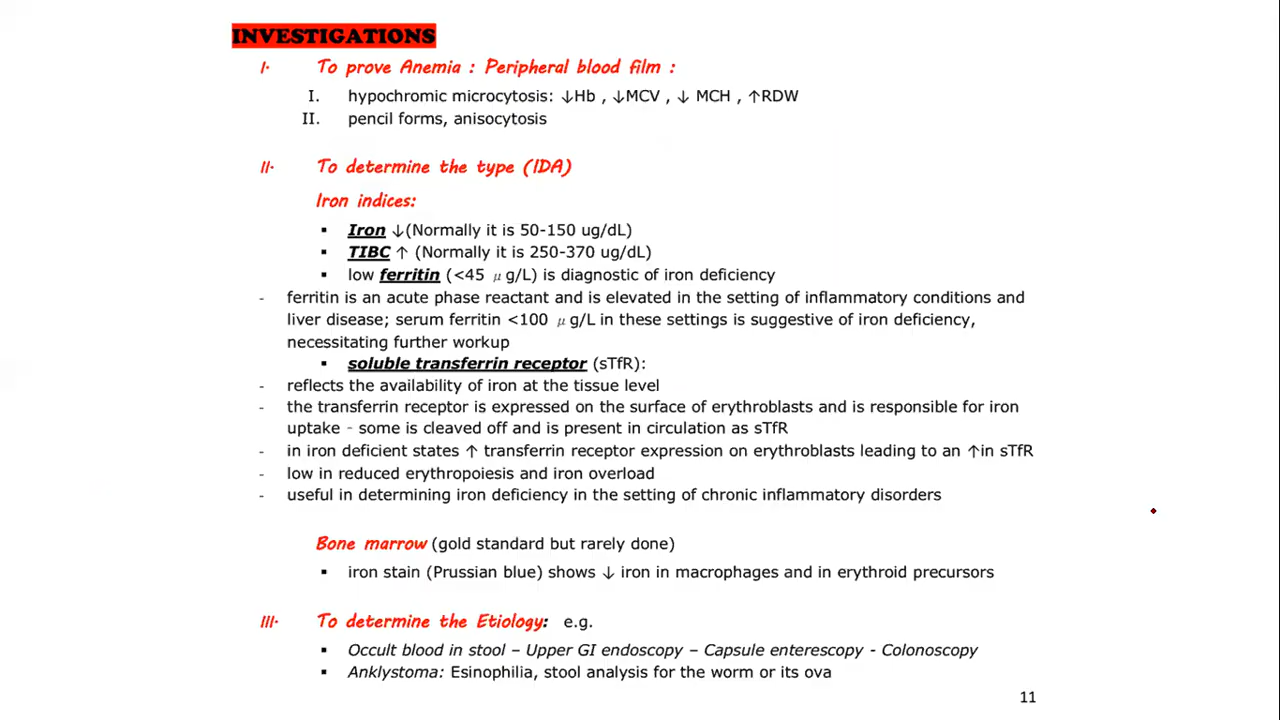 INVESTIGATIONS
I. To prove Anemia : Peripheral blood film :
I. hypochromic microcytosis: ↓Hb , ↓MCV , ↓ MCH , ↑RDW
II. pencil forms, anisocytosis
II. To determine the type (IDA)
Iron indices:
▪ Iron ↓(Normally it is 50-150 ug/dL)
▪ TIBC ↑ (Normally it is 250-370 ug/dL)
▪ low ferritin (<45 μg/L) is diagnostic of iron deficiency
- ferritin is an acute phase reactant and is elevated in the setting of inflammatory conditions and
liver disease; serum ferritin <100 μg/L in these settings is suggestive of iron deficiency,
necessitating further workup
▪ soluble transferrin receptor (sTfR):
- reflects the availability of iron at the tissue level
- the transferrin receptor is expressed on the surface of erythroblasts and is responsible for iron
uptake - some is cleaved off and is present in circulation as sTfR
- in iron deficient states ↑ transferrin receptor expression on erythroblasts leading to an ↑in sTfR
- low in reduced erythropoiesis and iron overload
- useful in determining iron deficiency in the setting of chronic inflammatory disorders
Bone marrow (gold standard but rarely done)
▪ iron stain (Prussian blue) shows ↓ iron in macrophages and in erythroid precursors
III. To determine the Etiology: e.g.
▪ Occult blood in stool – Upper GI endoscopy – Capsule enterescopy - Colonoscopy
▪ Anklystoma: Esinophilia, stool analysis for the worm or its ova
11